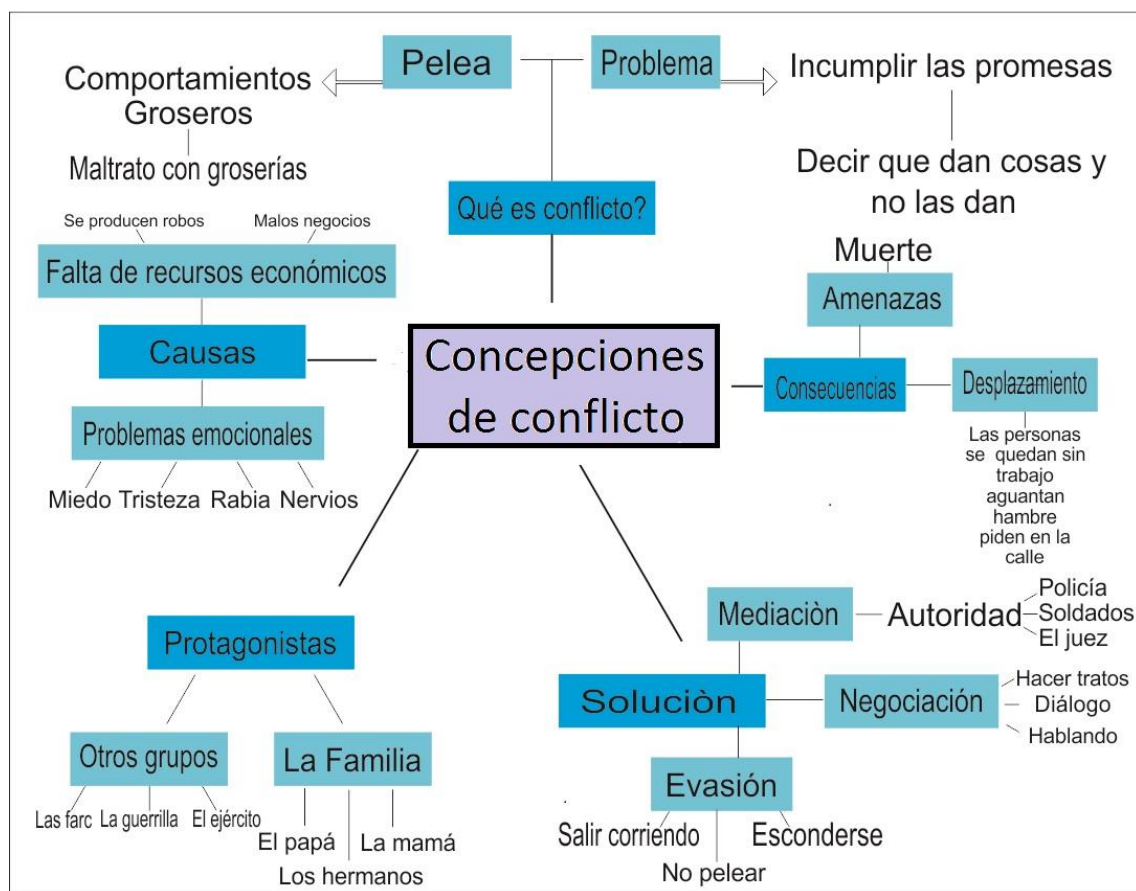 Pelea
Problema
Comportamientos
Groseros
Maltrato con groserías
Incumplir las promesas
Decir que dan cosas y
no las dan
Qué es conflicto?
Se producen robos
Malos negocios
Falta de recursos económicos
Causas
Problemas emocionales
Miedo
Tristeza
Rabia
Nervios
Concepciones
de conflicto
Muerte
Amenazas
Consecuencias
Desplazamiento
Las personas
se quedan sin
trabajo
aguantan
hambre
piden en la
calle
Protagonistas
Otros grupos
La Familia
Las farc
La guerrilla
El ejército
El papá
La mamá
Los hermanos
Mediaciòn
Autoridad
Policía
Soldados
El juez
Soluciòn
Negociación
Hacer tratos
Diálogo
Hablando
Evasión
Salir corriendo
Esconderse
No pelear